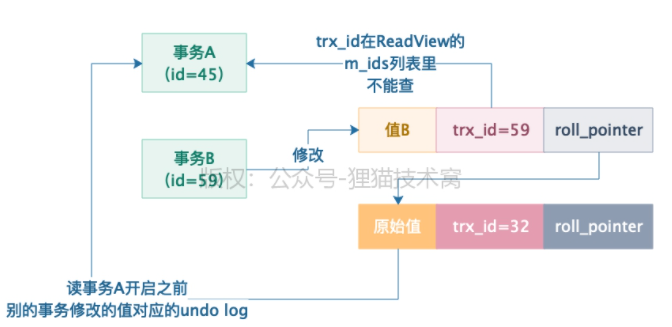 事务A
（id=45）
trx_id在ReadView的
m_ids列表里
不能查
事务B
（id=59）
修改
值B
trx_id=59
roll_pointer
版权：公众号-狸猫技术窝
原始值
trx_id=32
roll_pointer
读事务A开启之前
别的事务修改的值对应的undo log